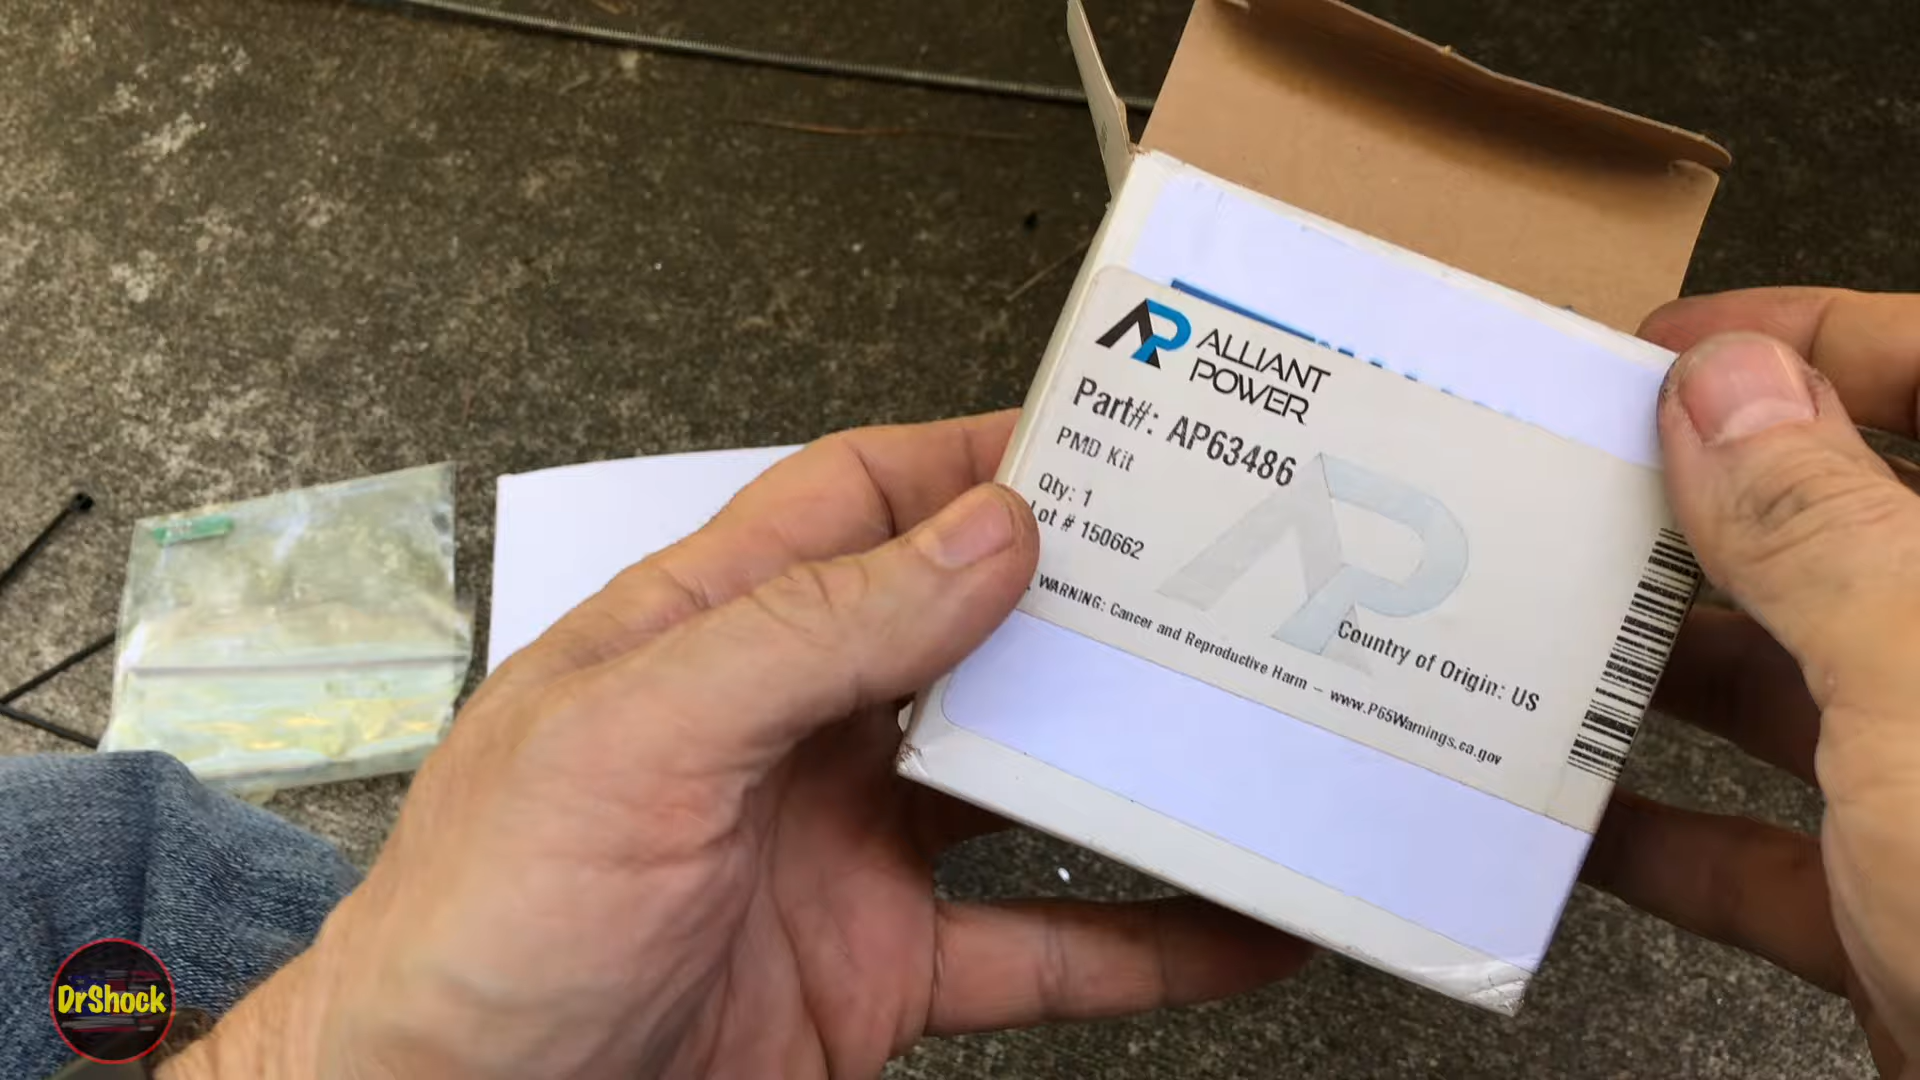 ALLIANT
POWER
Part#: AP63486
PMD Kit
Qty: 1
Lot # 150662
WARNING: Cancer and Reproductive Harm – www.P65Warnings.ca.gov
Country of Origin: US
DrShock